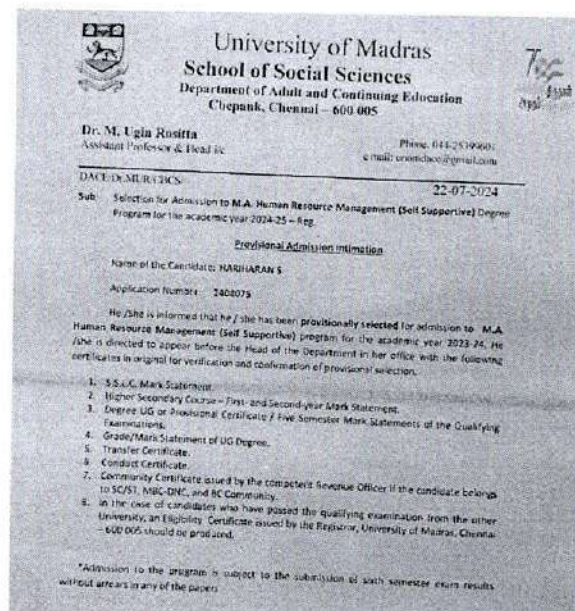 University of Madras
School of Social Sciences
Department of Adult and Continuing Education
Chepauk, Chennai – 600 005
Dr. M. Ugin Rositta
Assistant Professor & Head i/c
Phone. 044-25399601
e mail:
DACE/Dr.MUR/CBCS
22-07-2024
Sub: Selection for Admission to M.A. Human Resource Management (Self Supportive) Degree
Program for the academic year 2024-25 – Reg.
Provisional Admission Intimation
Name of the Candidate: HARIHARAN S
Application Number: 2404075
He /She is informed that he / she has been provisionally selected for admission to M.A.
Human Resource Management (Self Supportive) program for the academic year 2023-24. He
/she is directed to appear before the Head of the Department in her office with the following
certificates in original for verification and confirmation of provisional selection.
1. S.S.L.C. Mark Statement.
2. Higher Secondary Course – First- and Second-year Mark Statement.
3. Degree UG or Provisional Certificate / Five Semester Mark Statements of the Qualifying
Examinations.
4. Grade/Mark Statement of UG Degree.
5. Transfer Certificate.
6. Conduct Certificate.
7. Community Certificate issued by the competent Revenue Officer if the candidate belongs
to SC/ST, MBC-DNC, and BC Community.
8. In the case of candidates who have passed the qualifying examination from the other
University, an Eligibility Certificate issued by the Registrar, University of Madras, Chennai
– 600 005 should be produced.
*Admission to the program is subject to the submission of sixth semester exam results
without arrears in any of the papers